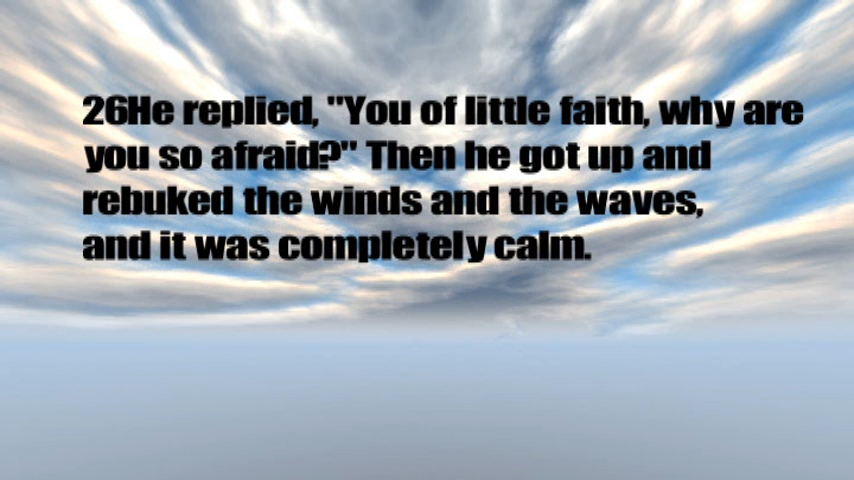 26He replied, "You of little faith, why are
you so afraid?" Then he got up and
rebuked the winds and the waves,
and it was completely calm.